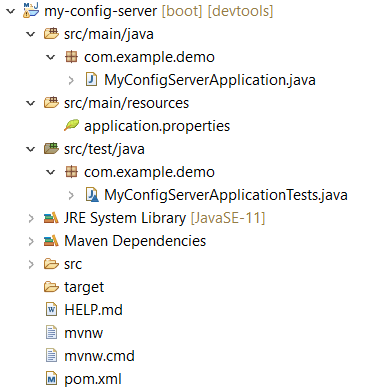 my-config-server [boot] [devtools]
src/main/java
com.example.demo
MyConfigServerApplication.java
src/main/resources
application.properties
src/test/java
com.example.demo
MyConfigServerApplicationTests.java
JRE System Library [JavaSE-11]
Maven Dependencies
src
target
HELP.md
mvnw
mvnw.cmd
pom.xml